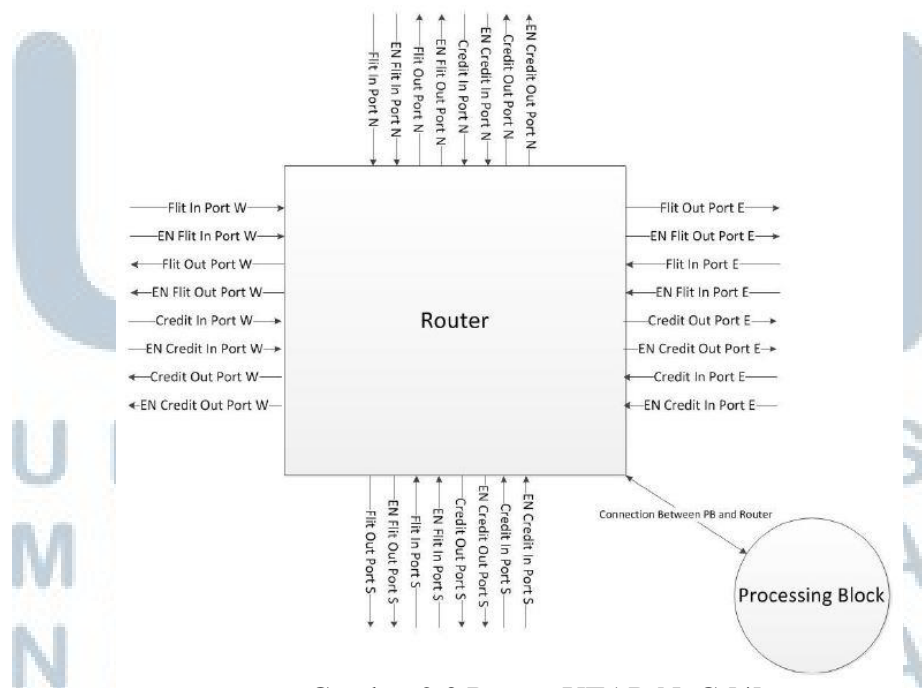 Flit In Port N
EN Flit In Port N
Flit Out Port N
EN Flit Out Port N
Credit In Port N
EN Credit In Port N
Credit Out Port N
EN Credit Out Port N
Flit In Port W
EN Flit In Port W
Flit Out Port W
EN Flit Out Port W
Credit In Port W
EN Credit In Port W
Credit Out Port W
EN Credit Out Port W
Router
Flit Out Port E
EN Flit Out Port E
Flit In Port E
EN Flit In Port E
Credit Out Port E
EN Credit Out Port E
Credit In Port E
EN Credit In Port E
Flit Out Port S
EN Flit Out Port S
Flit In Port S
EN Flit In Port S
Credit Out Port S
EN Credit Out Port S
Credit In Port S
EN Credit In Port S
Connection Between PB and Router
Processing Block
U
M
N